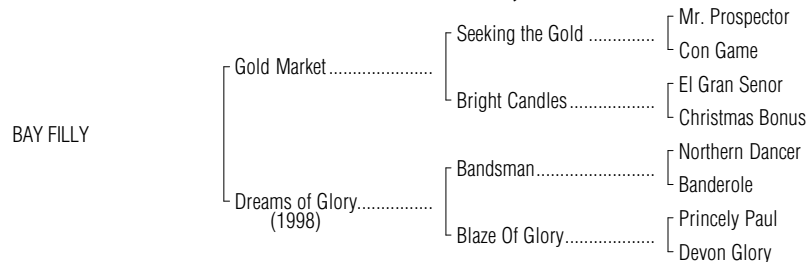 Mr. Prospector
Seeking the Gold ..............
Con Game
Gold Market......................
El Gran Senor
Bright Candles..................
Christmas Bonus
BAY FILLY
Northern Dancer
Bandsman.........................
Banderole
Dreams of Glory................
(1998)
Princely Paul
Blaze Of Glory...................
Devon Glory